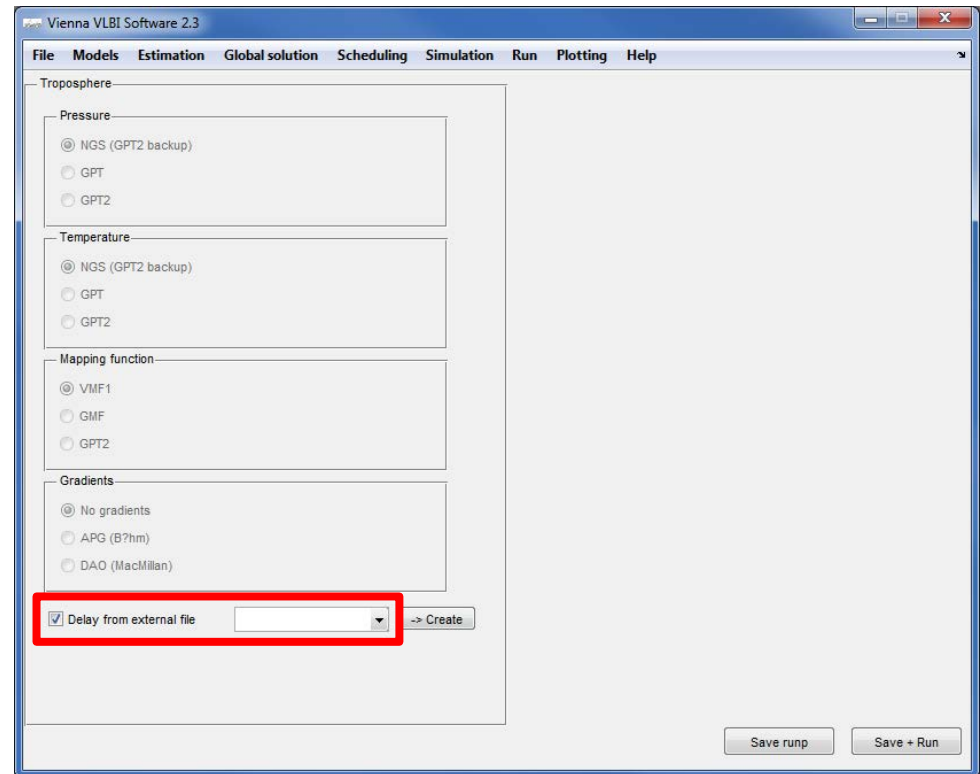 Vienna VLBI Software 2.3
File Models Estimation Global solution Scheduling Simulation Run Plotting Help
Troposphere
Pressure
NGS (GPT2 backup)
GPT
GPT2
Temperature
NGS (GPT2 backup)
GPT
GPT2
Mapping function
VMF1
GMF
GPT2
Gradients
No gradients
APG (B?hm)
DAO (MacMillan)
Delay from external file -> Create
Save runp Save + Run